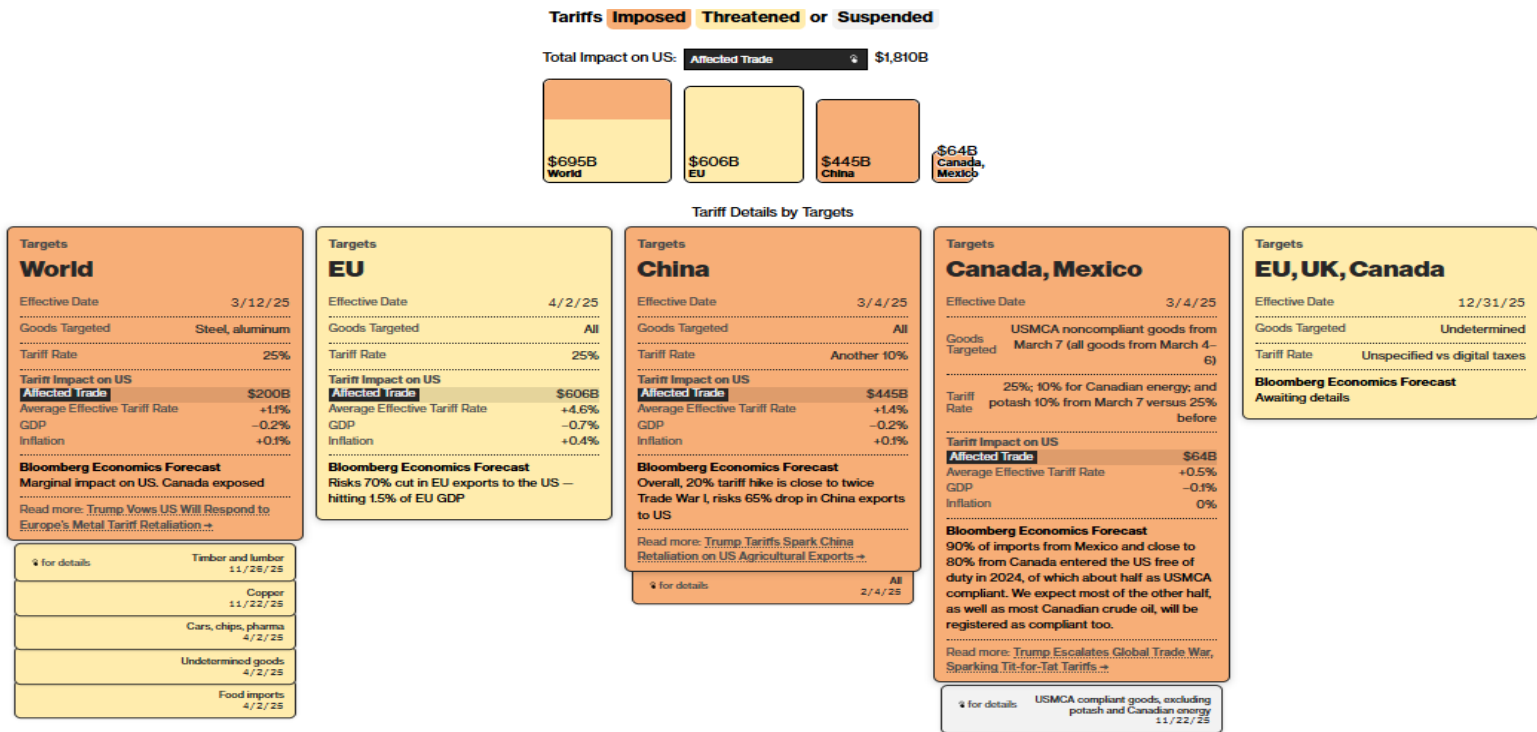 Tariffs Imposed Threatened or Suspended
Total Impact on US: Affected Trade $1,810B
$695B
World
$606B
EU
$445B
China
$64B
Canada,
Mexico
Tariff Details by Targets
Targets
World
Effective Date 3/12/25
Goods Targeted Steel, aluminum
Tariff Rate 25%
Tariff Impact on US
Affected Trade $200B
Average Effective Tariff Rate +1.1%
GDP −0.2%
Inflation +0.1%
Bloomberg Economics Forecast
Marginal impact on US. Canada exposed
Read more: Trump Vows US Will Respond to
Europe's Metal Tariff Retaliation →
for details Timber and lumber
11/26/25
Copper
11/22/25
Cars, chips, pharma
4/2/25
Undetermined goods
4/2/25
Food imports
4/2/25
Targets
EU
Effective Date 4/2/25
Goods Targeted All
Tariff Rate 25%
Tariff Impact on US
Affected Trade $606B
Average Effective Tariff Rate +4.6%
GDP −0.7%
Inflation +0.4%
Bloomberg Economics Forecast
Risks 70% cut in EU exports to the US —
hitting 1.5% of EU GDP
Targets
China
Effective Date 3/4/25
Goods Targeted All
Tariff Rate Another 10%
Tariff Impact on US
Affected Trade $445B
Average Effective Tariff Rate +1.4%
GDP −0.2%
Inflation +0.1%
Bloomberg Economics Forecast
Overall, 20% tariff hike is close to twice
Trade War I, risks 65% drop in China exports
to US
Read more: Trump Tariffs Spark China
Retaliation on US Agricultural Exports →
for details All
2/4/25
Targets
Canada, Mexico
Effective Date 3/4/25
Goods Targeted
USMCA noncompliant goods from
March 7 (all goods from March 4–
6)
Tariff Rate
25%; 10% for Canadian energy; and
potash 10% from March 7 versus 25%
before
Tariff Impact on US
Affected Trade $64B
Average Effective Tariff Rate +0.5%
GDP −0.1%
Inflation 0%
Bloomberg Economics Forecast
90% of imports from Mexico and close to
80% from Canada entered the US free of
duty in 2024, of which about half as USMCA
compliant. We expect most of the other half,
as well as most Canadian crude oil, will be
registered as compliant too.
Read more: Trump Escalates Global Trade War,
Sparking Tit-for-Tat Tariffs →
for details USMCA compliant goods, excluding
potash and Canadian energy
11/22/25
Targets
EU, UK, Canada
Effective Date 12/31/25
Goods Targeted Undetermined
Tariff Rate Unspecified vs digital taxes
Bloomberg Economics Forecast
Awaiting details